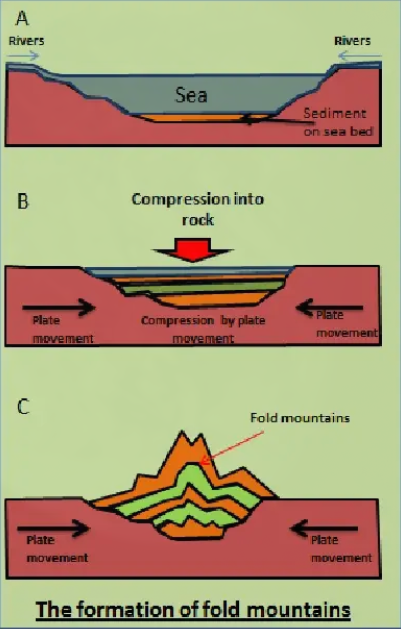 A
Rivers
Rivers
Sea
Sediment
on sea bed
B
Compression into
rock
Plate
movement
Compression by plate
movement
Plate
movement
C
Fold mountains
Plate
movement
Plate
movement
The formation of fold mountains